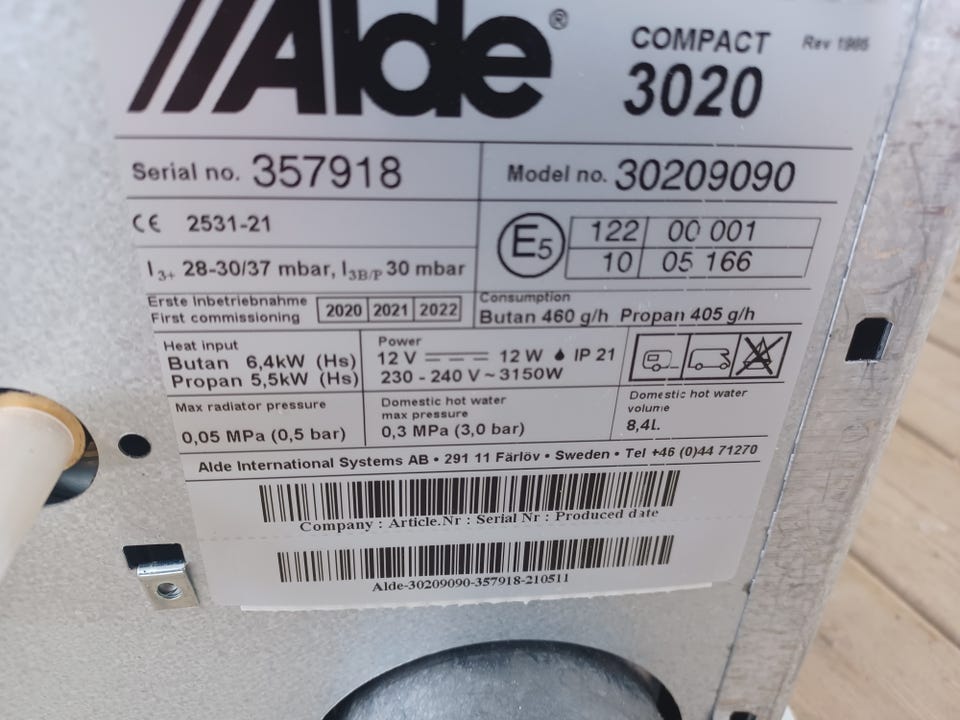 Alde®
COMPACT
3020
Rev
Serial no. 357918
Model no. 30209090
CE 2531-21
E5
122 00 001
10 05 166
I3+ 28-30/37 mbar, I3B/P 30 mbar
Erste Inbetriebnahme
First commissioning
2020 2021 2022
Consumption
Butan 460 g/h Propan 405 g/h
Heat input
Butan 6,4kW (Hs)
Propan 5,5kW (Hs)
Power
12 V 12 W IP 21
230 - 240 V ~ 3150W
Max radiator pressure
0,05 MPa (0,5 bar)
Domestic hot water
max pressure
0,3 MPa (3,0 bar)
Domestic hot water
volume
8,4L
Alde International Systems AB • 291 11 Färlöv • Sweden • Tel +46 (0)44 71270
Company : Article.Nr : Serial Nr : Produced date
Alde-30209090-357918-210511